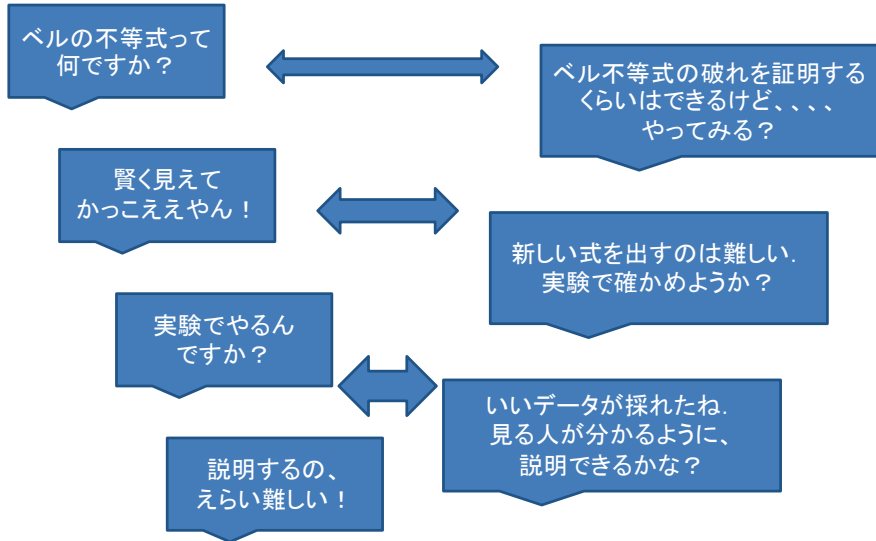 ベルの不等式って
何ですか？
ベル不等式の破れを証明する
くらいはできるけど、、、、
やってみる？
賢く見えて
かっこええやん！
新しい式を出すのは難しい.
実験で確かめようか？
実験でやるん
ですか？
いいデータが採れたね.
見る人が分かるように、
説明できるかな？
説明するの、
えらい難しい！